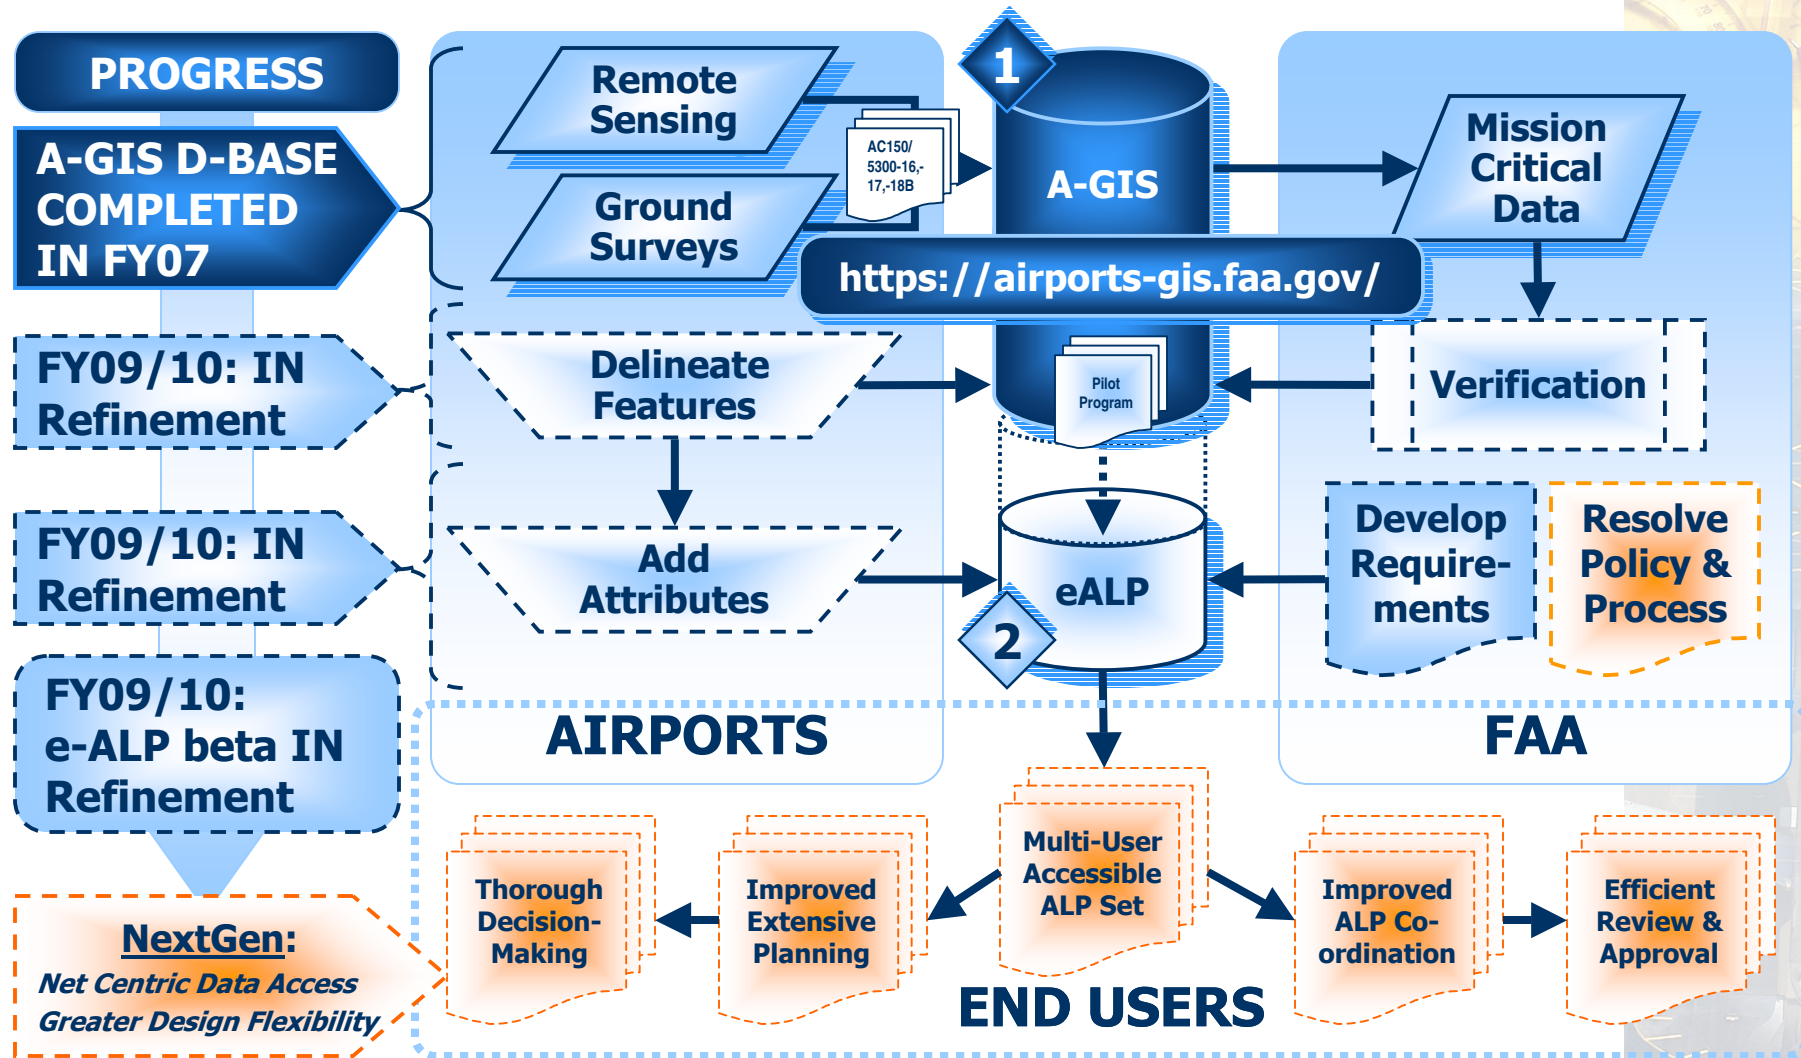 PROGRESS
A-GIS D-BASE
COMPLETED
IN FY07
FY09/10: IN
Refinement
FY09/10: IN
Refinement
FY09/10:
e-ALP beta IN
Refinement
NextGen:
Net Centric Data Access
Greater Design Flexibility
Remote
Sensing
Ground
Surveys
AC150/
5300-16,-
17,-18B
Delineate
Features
Add
Attributes
AIRPORTS
1
A-GIS
https://airports-gis.faa.gov/
Pilot
Program
eALP
2
Mission
Critical
Data
Verification
Develop
Require-
ments
Resolve
Policy &
Process
FAA
Thorough
Decision-
Making
Improved
Extensive
Planning
Multi-User
Accessible
ALP Set
Improved
ALP Co-
ordination
Efficient
Review &
Approval
END USERS